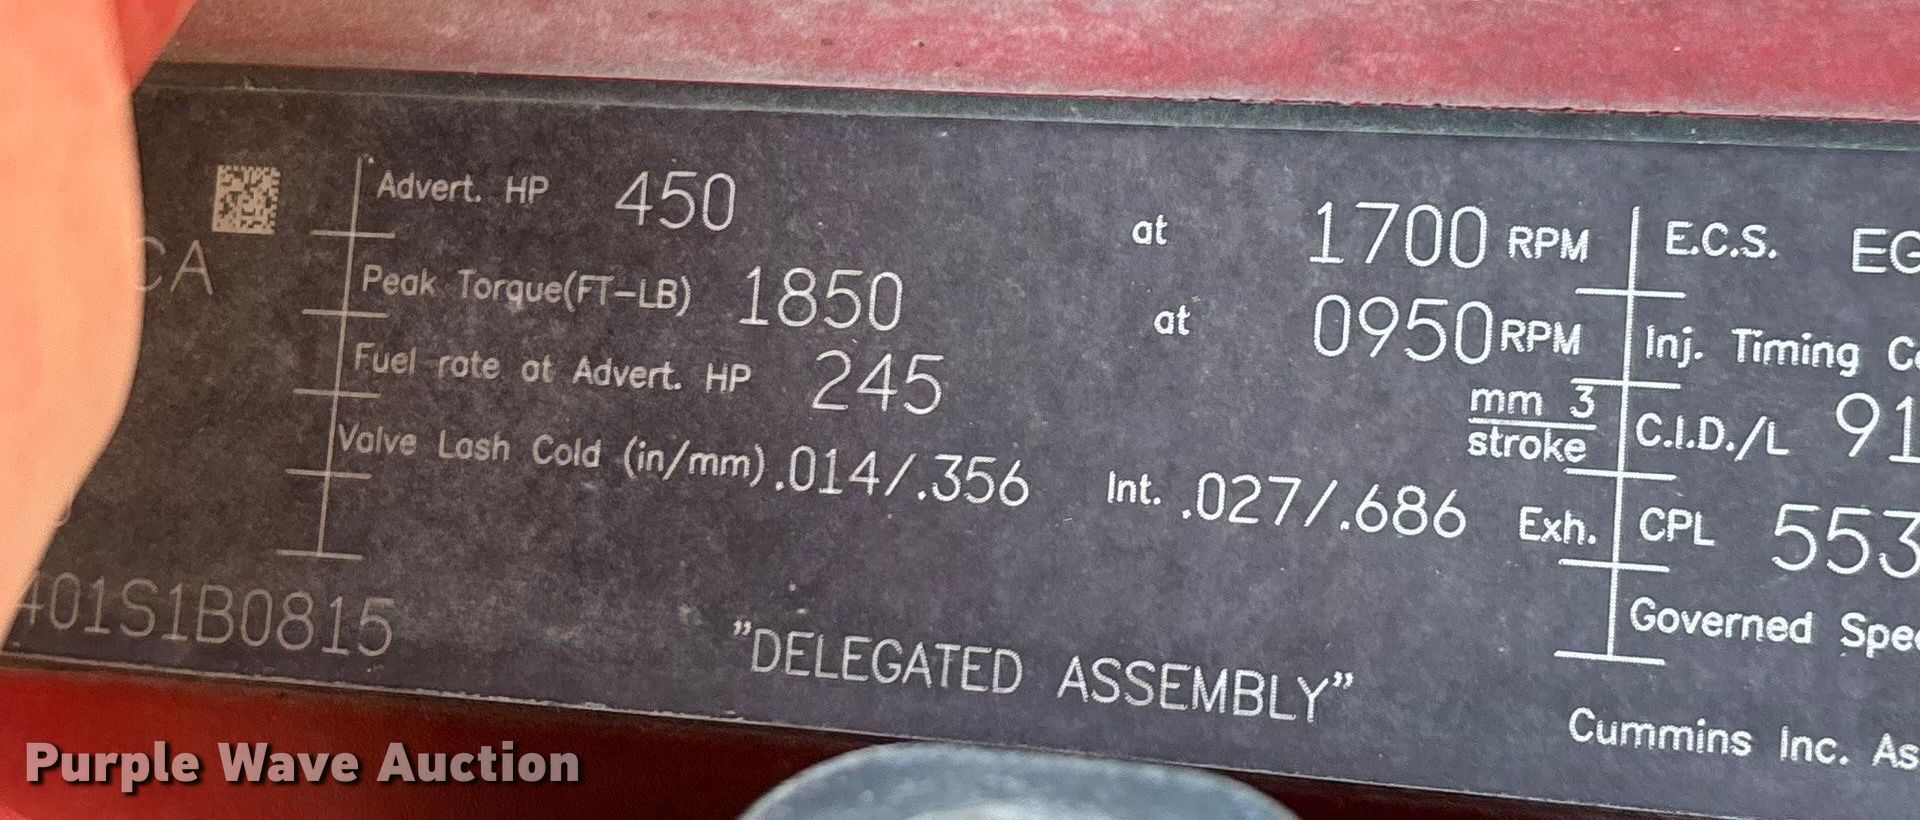 CA
Advert. HP 450 at 1700 RPM
Peak Torque(FT-LB) 1850 at 0950 RPM
Fuel rate at Advert. HP 245 mm 3
stroke
Valve Lash Cold (in/mm) .014/.356 Int. .027/.686 Exh.
401S1B0815
"DELEGATED ASSEMBLY"
E.C.S. EG
Inj. Timing
C.I.D./L 91
CPL 553
Governed
Cummins Inc.
Purple Wave Auction